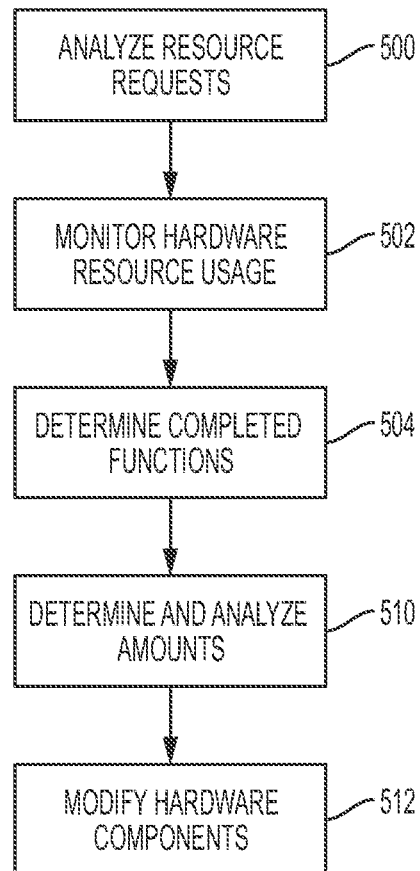 ANALYZE RESOURCE
REQUESTS
500
MONITOR HARDWARE
RESOURCE USAGE
502
DETERMINE COMPLETED
FUNCTIONS
504
DETERMINE AND ANALYZE
AMOUNTS
510
MODIFY HARDWARE
COMPONENTS
512